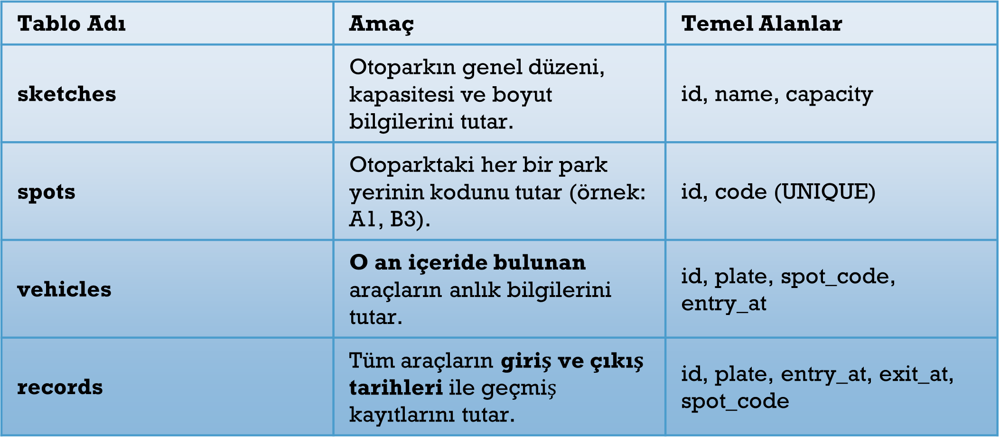 Tablo Adı
Amaç
Temel Alanlar
sketches
Otoparkın genel düzeni,
kapasitesi ve boyut
bilgilerini tutar.
id, name, capacity
spots
Otoparktaki her bir park
yerinin kodunu tutar (örnek:
A1, B3).
id, code (UNIQUE)
vehicles
O an içeride bulunan
araçların anlık bilgilerini
tutar.
id, plate, spot_code,
entry_at
records
Tüm araçların giriş ve çıkış
tarihleri ile geçmiş
kayıtlarını tutar.
id, plate, entry_at, exit_at,
spot_code